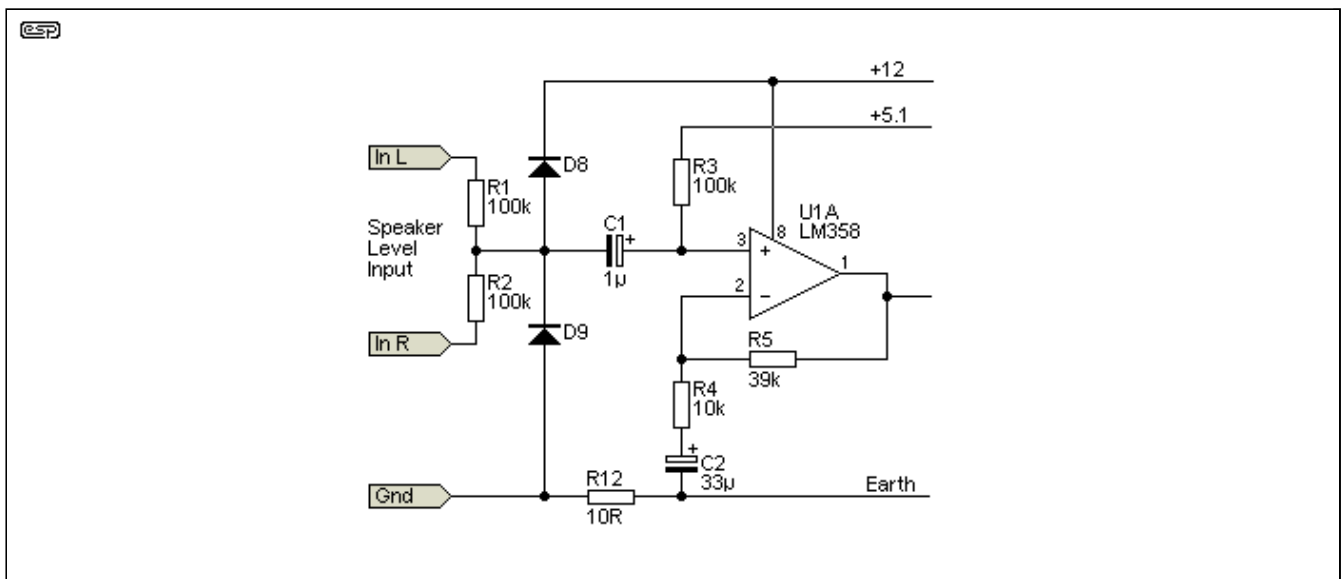 esp
+12
+5.1
In L
R1
100k
D8
R3
100k
U1A
LM358
Speaker
Level
Input
C1
+
1µ
3
+
8
1
2
−
R2
100k
In R
D9
R5
39k
R4
10k
+
C2
33µ
Gnd
R12
10R
Earth